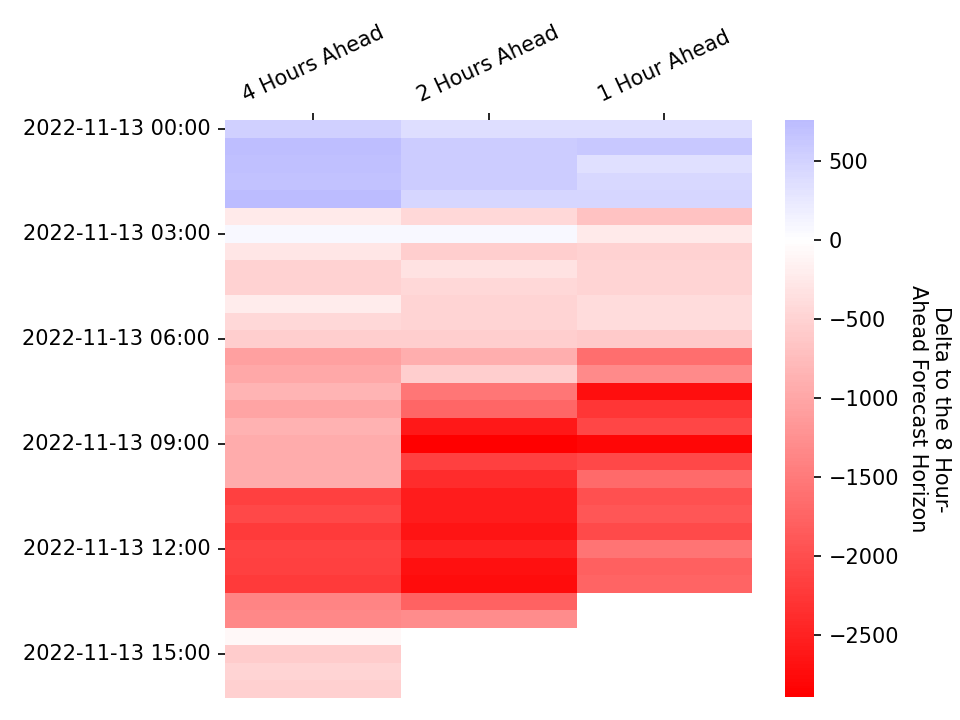 4 Hours Ahead
2 Hours Ahead
1 Hour Ahead
2022-11-13 00:00
2022-11-13 03:00
2022-11-13 06:00
2022-11-13 09:00
2022-11-13 12:00
2022-11-13 15:00
500
0
−500
−1000
−1500
−2000
−2500
Delta to the 8 Hour-
Ahead Forecast Horizon